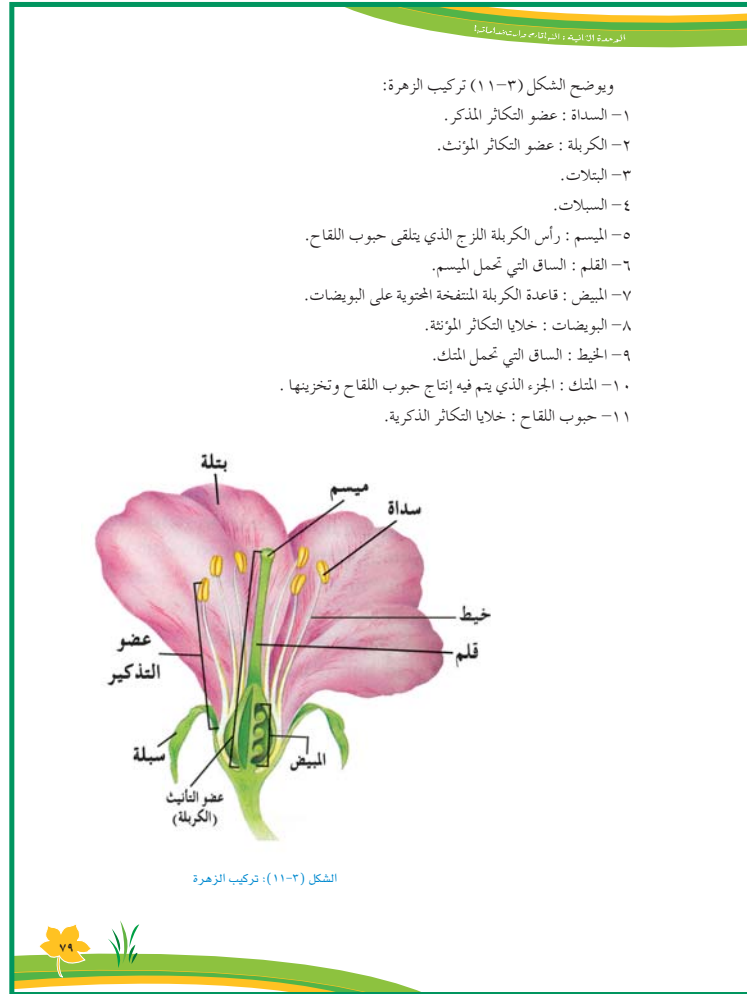 الوحدة الثانية : النباتات واستخداماتها
ويوضح الشكل (٣-١١) تركيب الزهرة:
١- السداة : عضو التكاثر المذكر.
٢- الكربلة : عضو التكاثر المؤنث.
٣- البتلات.
٤- السبلات.
٥- الميسم : رأس الكربلة اللزج الذي يتلقى حبوب اللقاح.
٦- القلم : الساق التي تحمل الميسم.
٧- المبيض : قاعدة الكربلة المنتفخة المحتوية على البويضات.
٨- البويضات : خلايا التكاثر المؤنثة.
٩- الخيط : الساق التي تحمل المتك.
١٠- المتك : الجزء الذي يتم فيه إنتاج حبوب اللقاح وتخزينها .
١١- حبوب اللقاح : خلايا التكاثر الذكرية.
بتلة
ميسم
سداة
خيط
قلم
عضو
التذكير
سبلة
المبيض
عضو التأنيث
(الكربلة)
الشكل (٣-١١): تركيب الزهرة
٧٩